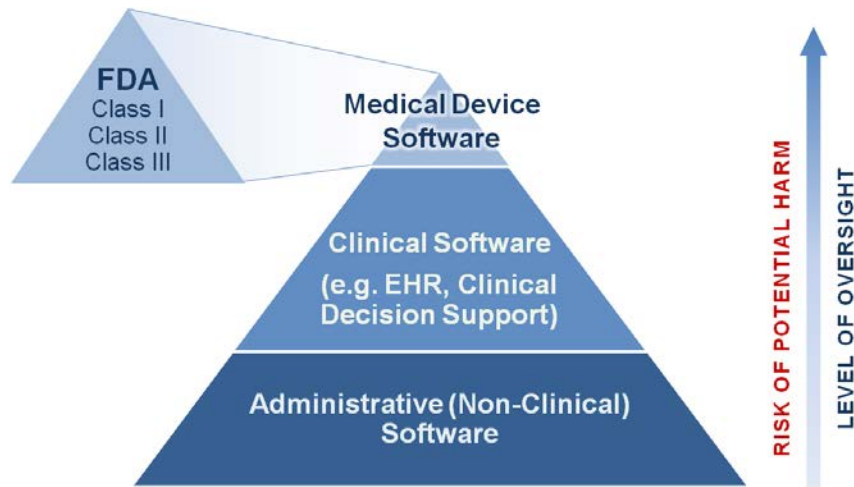 FDA
Class I
Class II
Class III
Medical Device
Software
Clinical Software
(e.g. EHR, Clinical
Decision Support)
Administrative (Non-Clinical)
Software
RISK OF POTENTIAL HARM
LEVEL OF OVERSIGHT